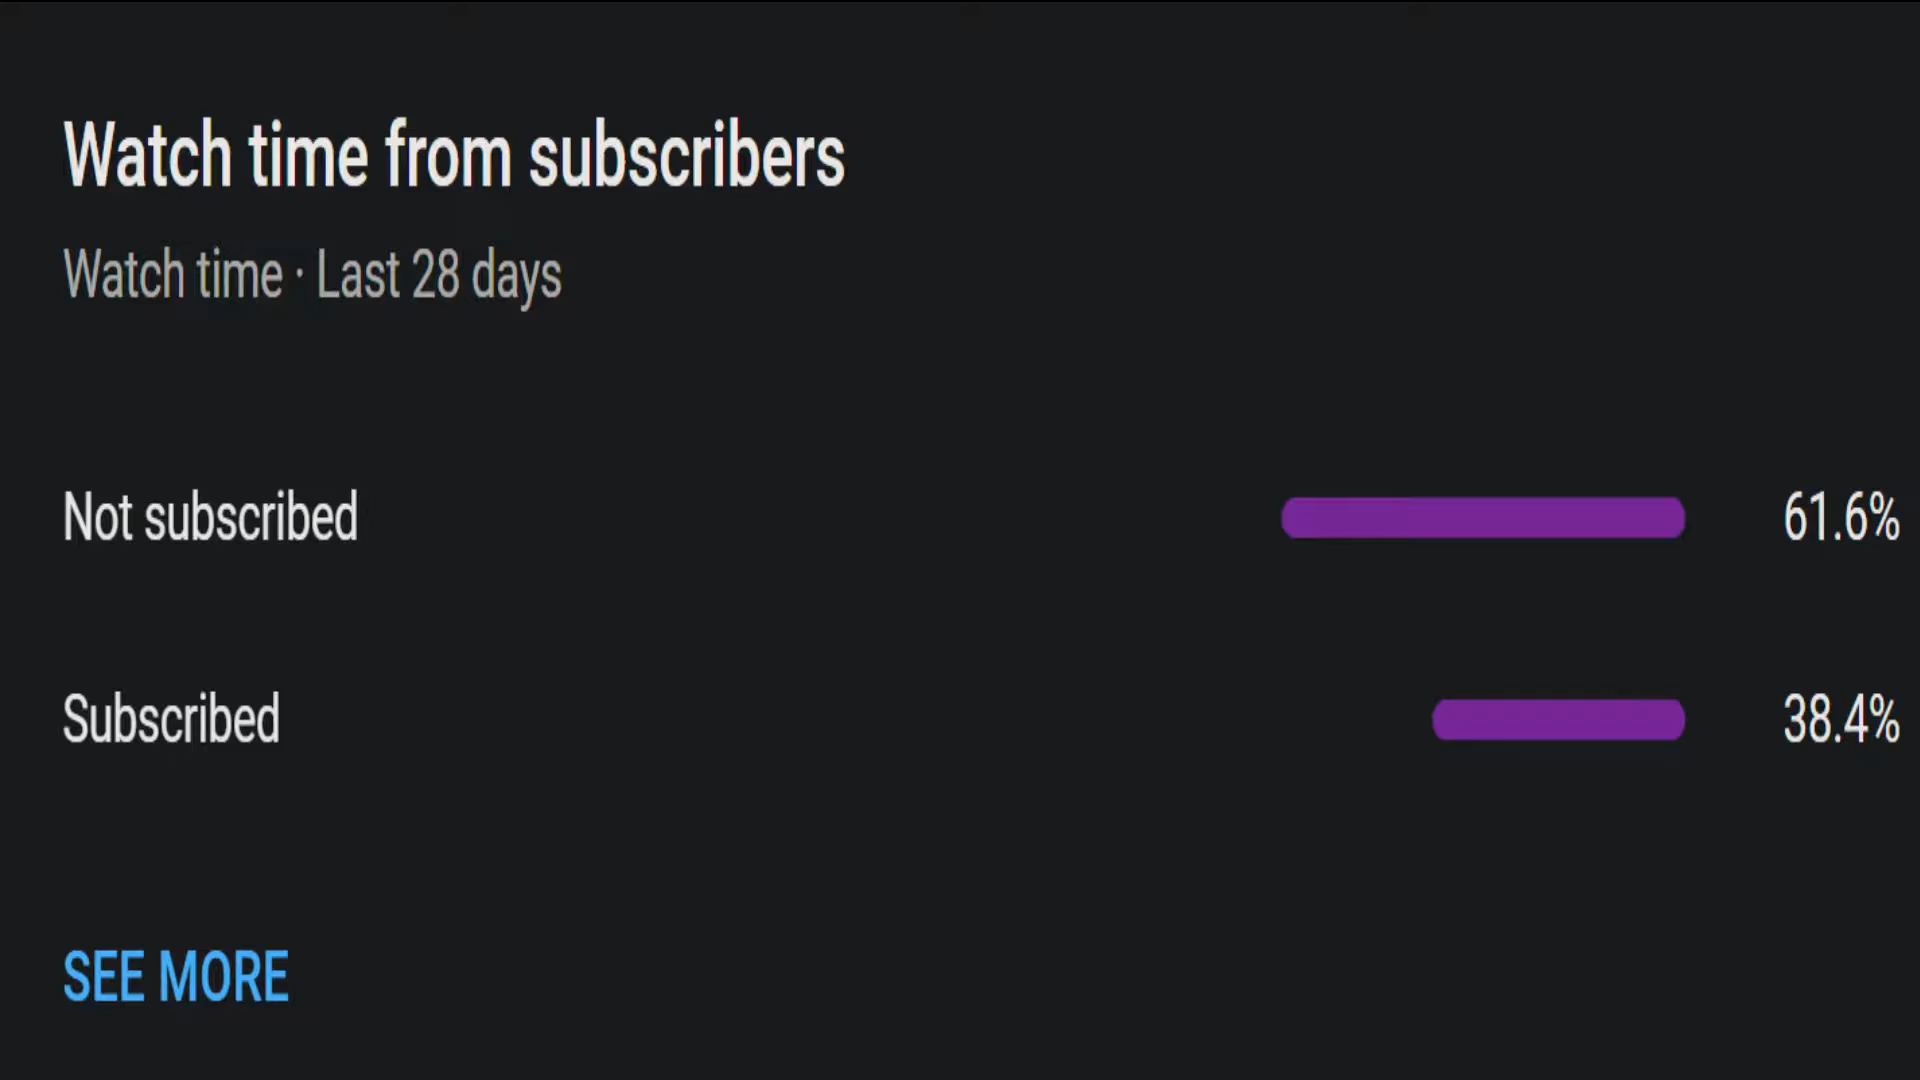 Watch time from subscribers
Watch time · Last 28 days
Not subscribed 61.6%
Subscribed 38.4%
SEE MORE